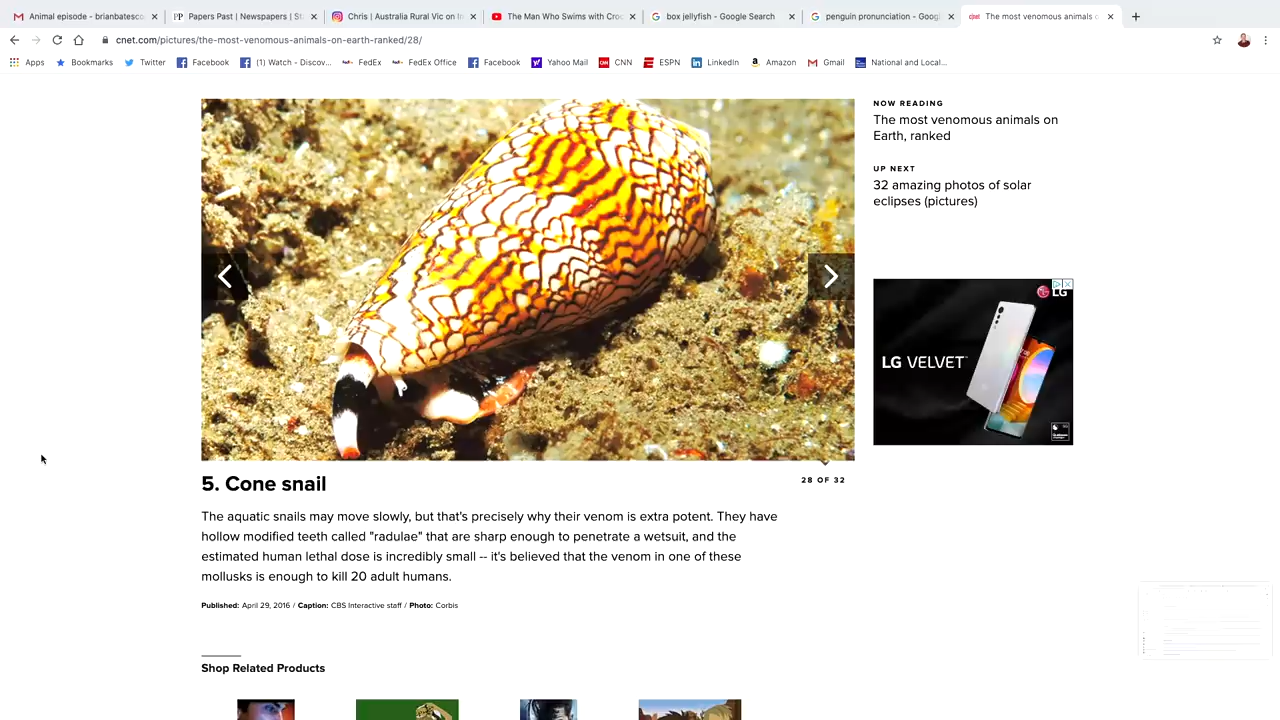 Animal episode - brianbatesco
Papers Past | Newspapers | St
Chris | Australia Rural Vic on In
The Man Who Swims with Croc
box jellyfish - Google Search
penguin pronunciation - Goog
cnet
The most venomous animals o
cnet.com/pictures/the-most-venomous-animals-on-earth-ranked/28/
Apps
Bookmarks
Twitter
Facebook
(1) Watch - Discov...
FedEx
FedEx Office
Facebook
Yahoo Mail
CNN
ESPN
LinkedIn
Amazon
Gmail
National and Local...
NOW READING
The most venomous animals on
Earth, ranked
UP NEXT
32 amazing photos of solar
eclipses (pictures)
LG
LG VELVET
5. Cone snail
28 OF 32
The aquatic snails may move slowly, but that's precisely why their venom is extra potent. They have
hollow modified teeth called "radulae" that are sharp enough to penetrate a wetsuit, and the
estimated human lethal dose is incredibly small -- it's believed that the venom in one of these
mollusks is enough to kill 20 adult humans.
Published: April 29, 2016 / Caption: CBS Interactive staff / Photo: Corbis
Shop Related Products